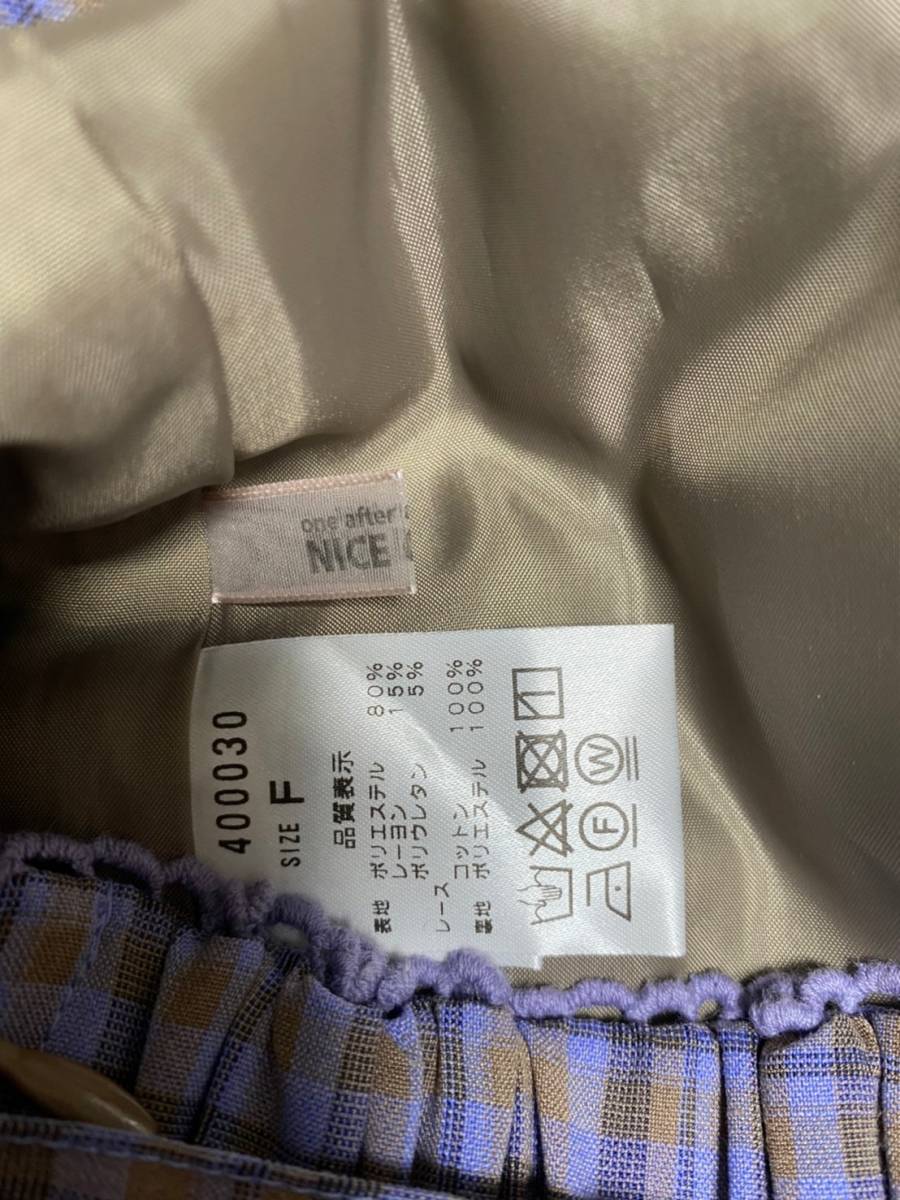 one after
NICE
400030
SIZE F
品質表示
表地 ポリエステル 80%
レーヨン 15%
ポリウレタン 5%
レース
コットン 100%
裏地 ポリエステル 100%
W
F